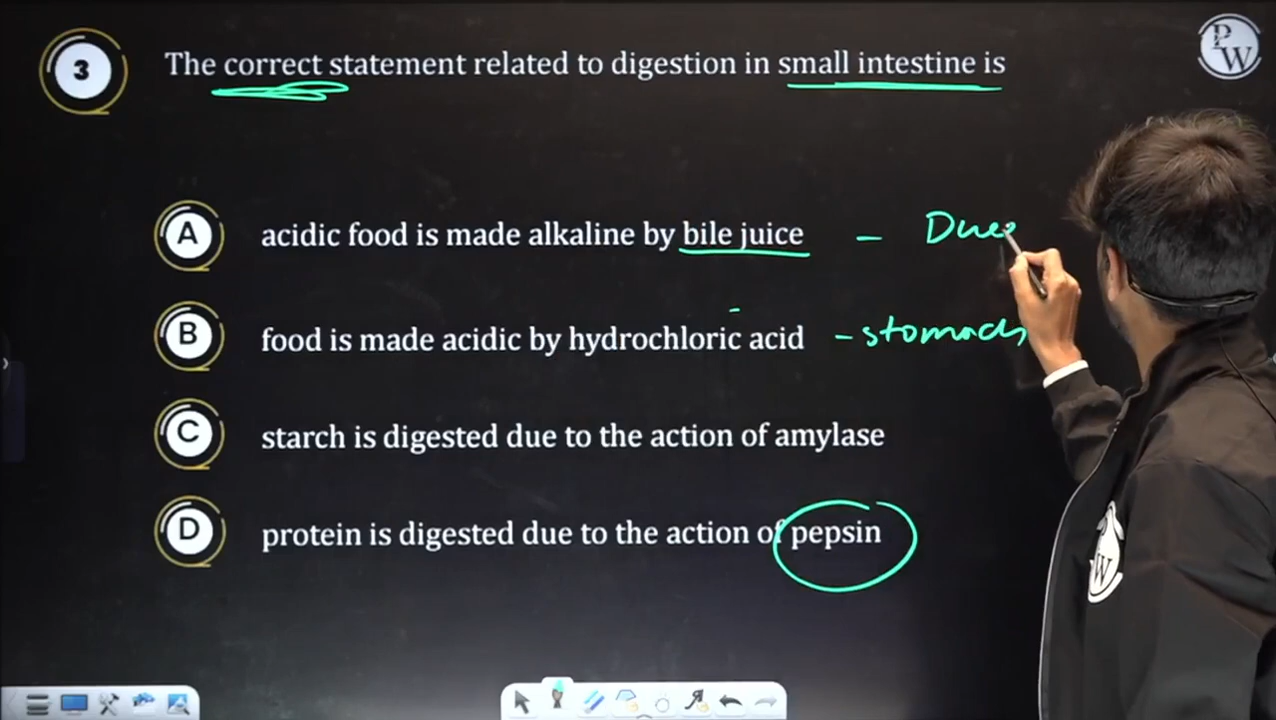 3 The correct statement related to digestion in small intestine is
PW
A acidic food is made alkaline by bile juice – Due
B food is made acidic by hydrochloric acid – stomach
C starch is digested due to the action of amylase
D protein is digested due to the action of pepsin
W